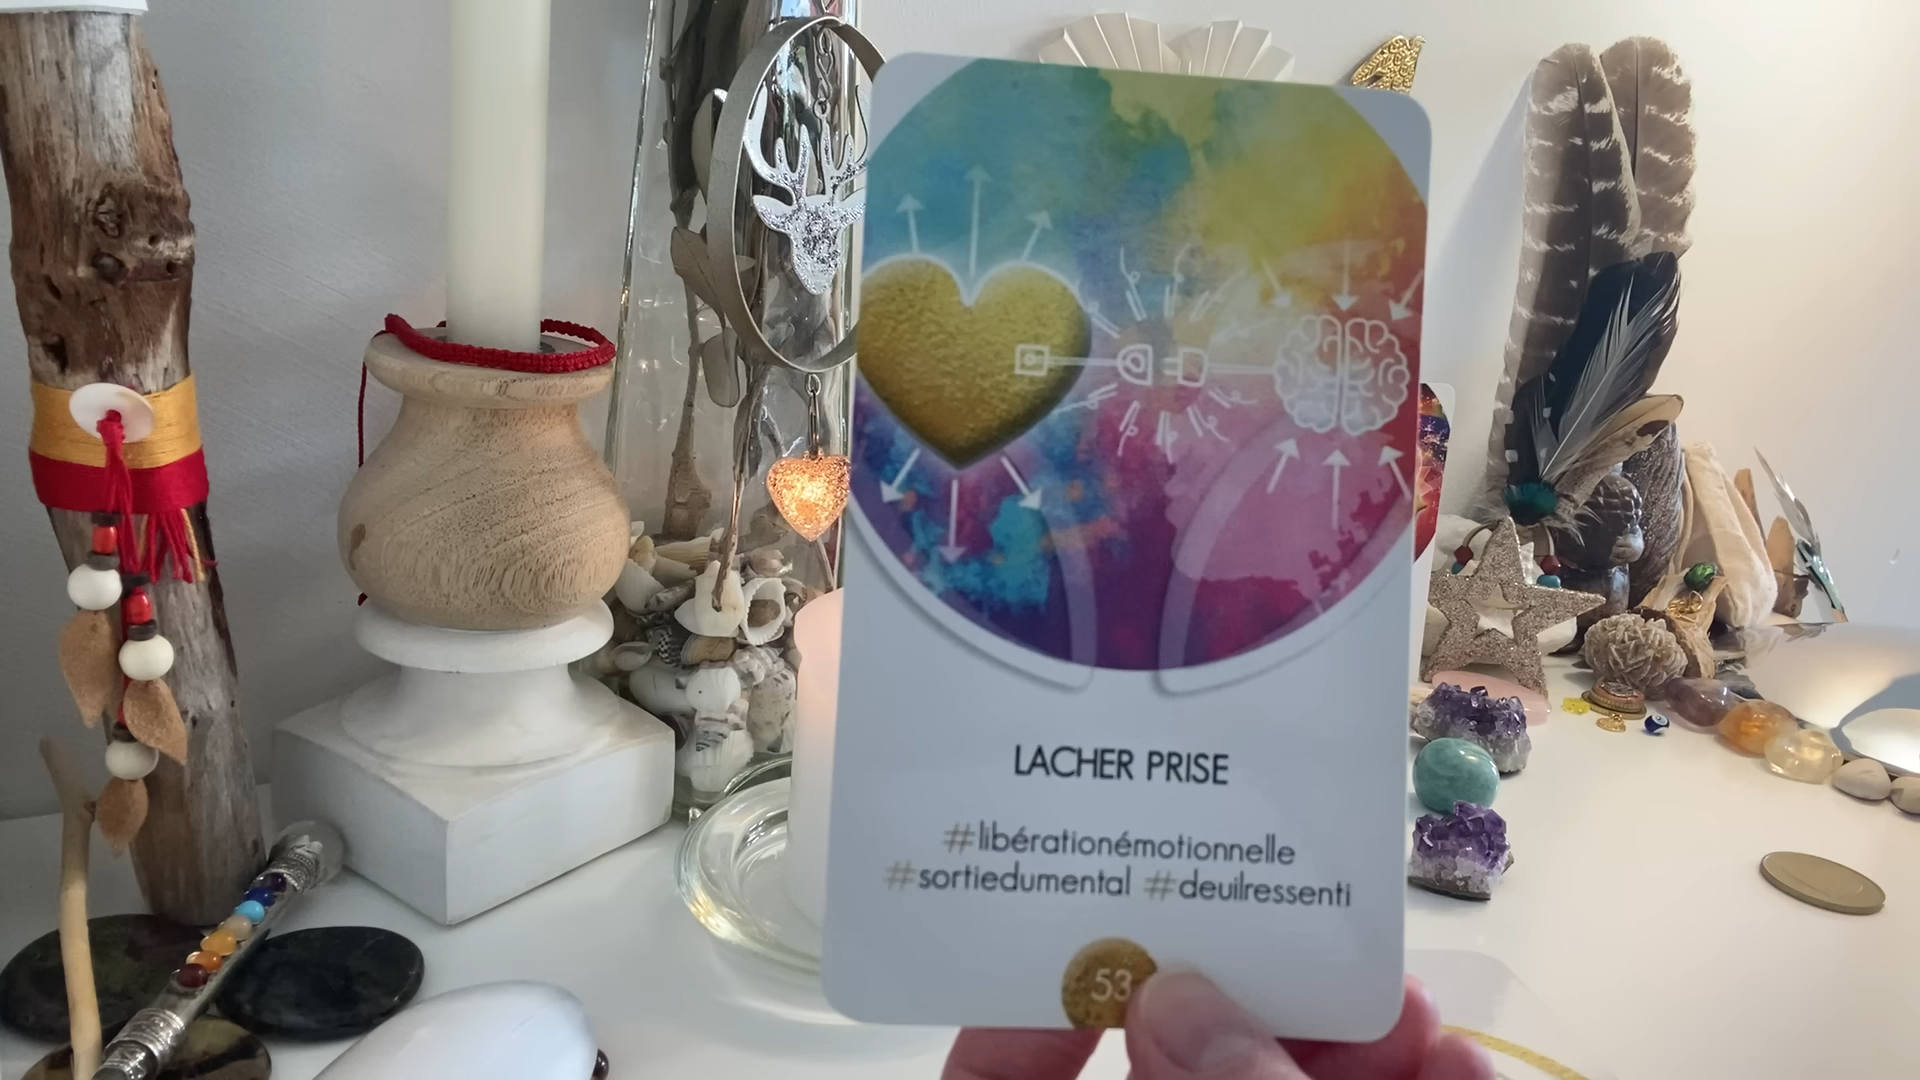 LACHER PRISE
#libérationémotionnelle
#sortiedumental #deuilressenti
53